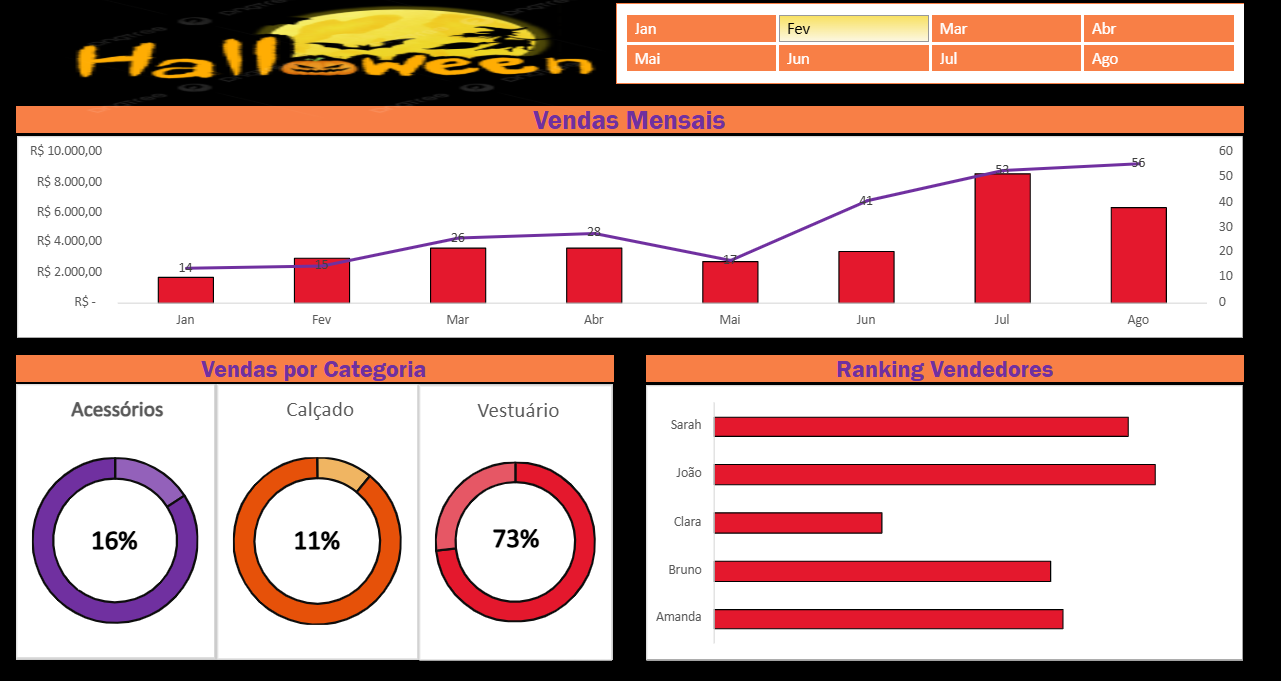 Halloween
Jan Fev Mar Abr
Mai Jun Jul Ago
Vendas Mensais
R$ 10.000,00
R$ 8.000,00
R$ 6.000,00
R$ 4.000,00
R$ 2.000,00
R$ -
60
50
40
30
20
10
0
14 15 26 28 17 41 53 56
Jan Fev Mar Abr Mai Jun Jul Ago
Vendas por Categoria
Acessórios Calçado Vestuário
16% 11% 73%
Ranking Vendedores
Sarah
João
Clara
Bruno
Amanda